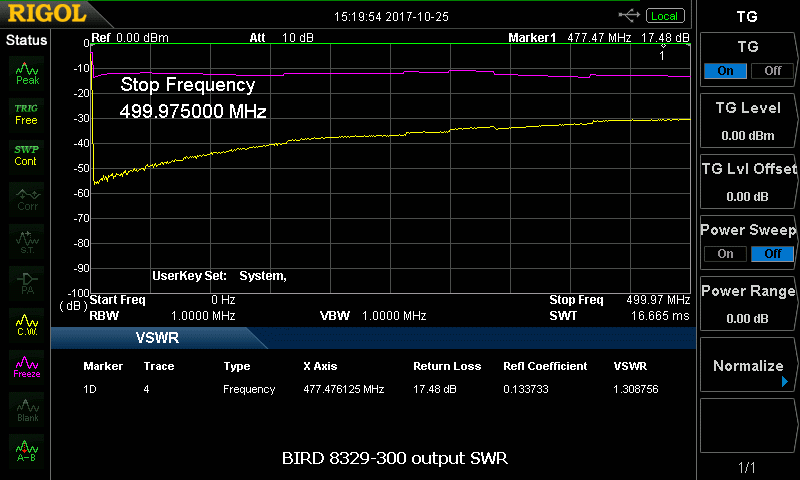 RIGOL
15:19:54 2017-10-25
Local
TG
Status
Ref 0.00 dBm
Att 10 dB
Marker1 477.47 MHz 17.48 dB
Peak
TRIG
Free
SWP
Cont
Corr
S.T.
PA
C.W.
Freeze
Blank
A-B
0
-10
-20
-30
-40
-50
-60
-70
-80
-90
-100
( dB )
1
Stop Frequency
499.975000 MHz
UserKey Set: System,
Start Freq 0 Hz
Stop Freq 499.97 MHz
RBW 1.0000 MHz
VBW 1.0000 MHz
SWT 16.665 ms
VSWR
Marker Trace Type X Axis Return Loss Refl Coefficient VSWR
1D 4 Frequency 477.476125 MHz 17.48 dB 0.133733 1.308756
BIRD 8329-300 output SWR
TG
On Off
TG Level
0.00 dBm
TG Lvl Offset
0.00 dB
Power Sweep
On Off
Power Range
0.00 dB
Normalize
1/1